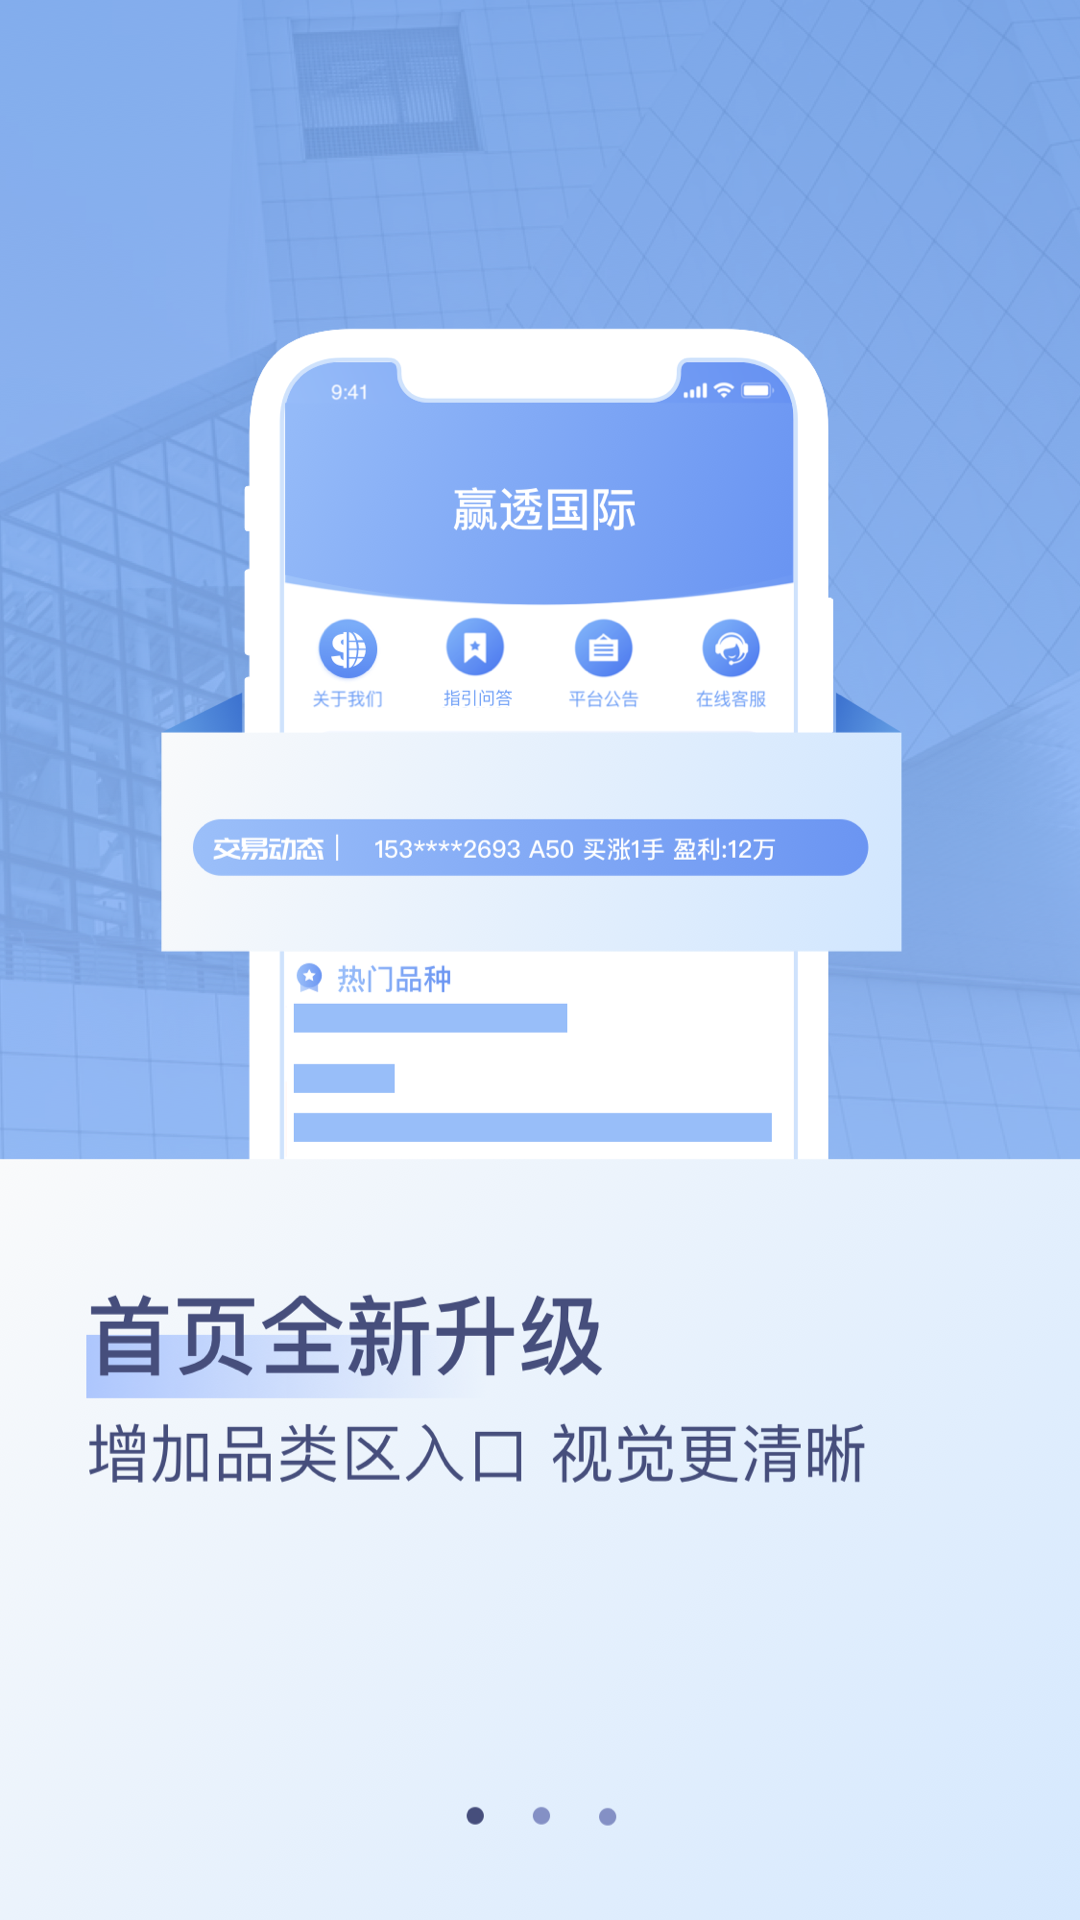 9:41
赢透国际
关于我们 指引问答 平台公告 在线客服
交易动态 153****2693 A50 买涨1手 盈利:12万
热门品种
首页全新升级
增加品类区入口 视觉更清晰